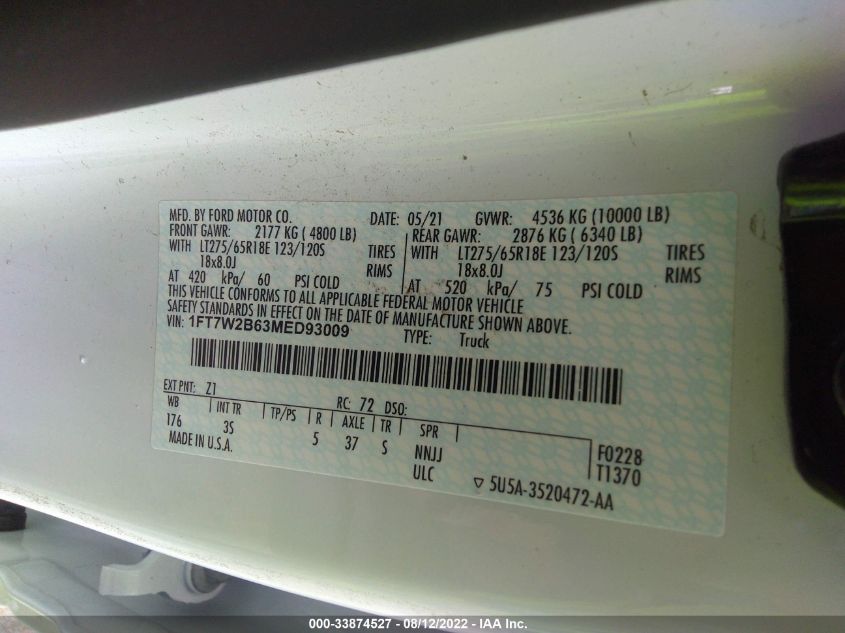 MFD. BY FORD MOTOR CO. DATE: 05/21 GVWR: 4536 KG (10000 LB)
FRONT GAWR: 2177 KG ( 4800 LB) REAR GAWR: 2876 KG ( 6340 LB)
WITH LT275/65R18E 123/120S TIRES WITH LT275/65R18E 123/120S TIRES
18x8.0J RIMS 18x8.0J RIMS
AT 420 kPa/ 60 PSI COLD AT 520 kPa/ 75 PSI COLD
THIS VEHICLE CONFORMS TO ALL APPLICABLE FEDERAL MOTOR VEHICLE
SAFETY STANDARDS IN EFFECT ON THE DATE OF MANUFACTURE SHOWN ABOVE.
VIN: 1FT7W2B63MED93009 TYPE: Truck
EXT PNT: Z1 RC: 72 DSO:
WB INT TR TP/PS R AXLE TR SPR
176 3S 5 37 S NNJJ F0228
MADE IN U.S.A. ULC T1370
5U5A-3520472-AA
000-33874527 - 08/12/2022 - IAA Inc.